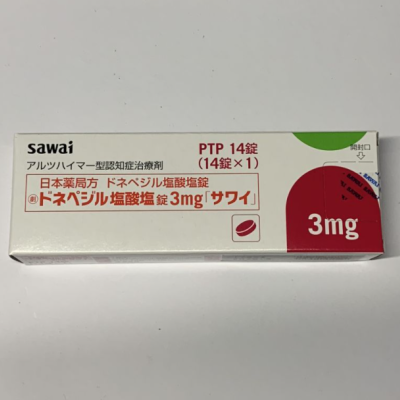 sawai
アルツハイマー型認知症治療剤
PTP 14錠
(14錠×1)
開封口
日本薬局方 ドネペジル塩酸塩錠
劇 ドネペジル塩酸塩錠3mg「サワイ」
3mg